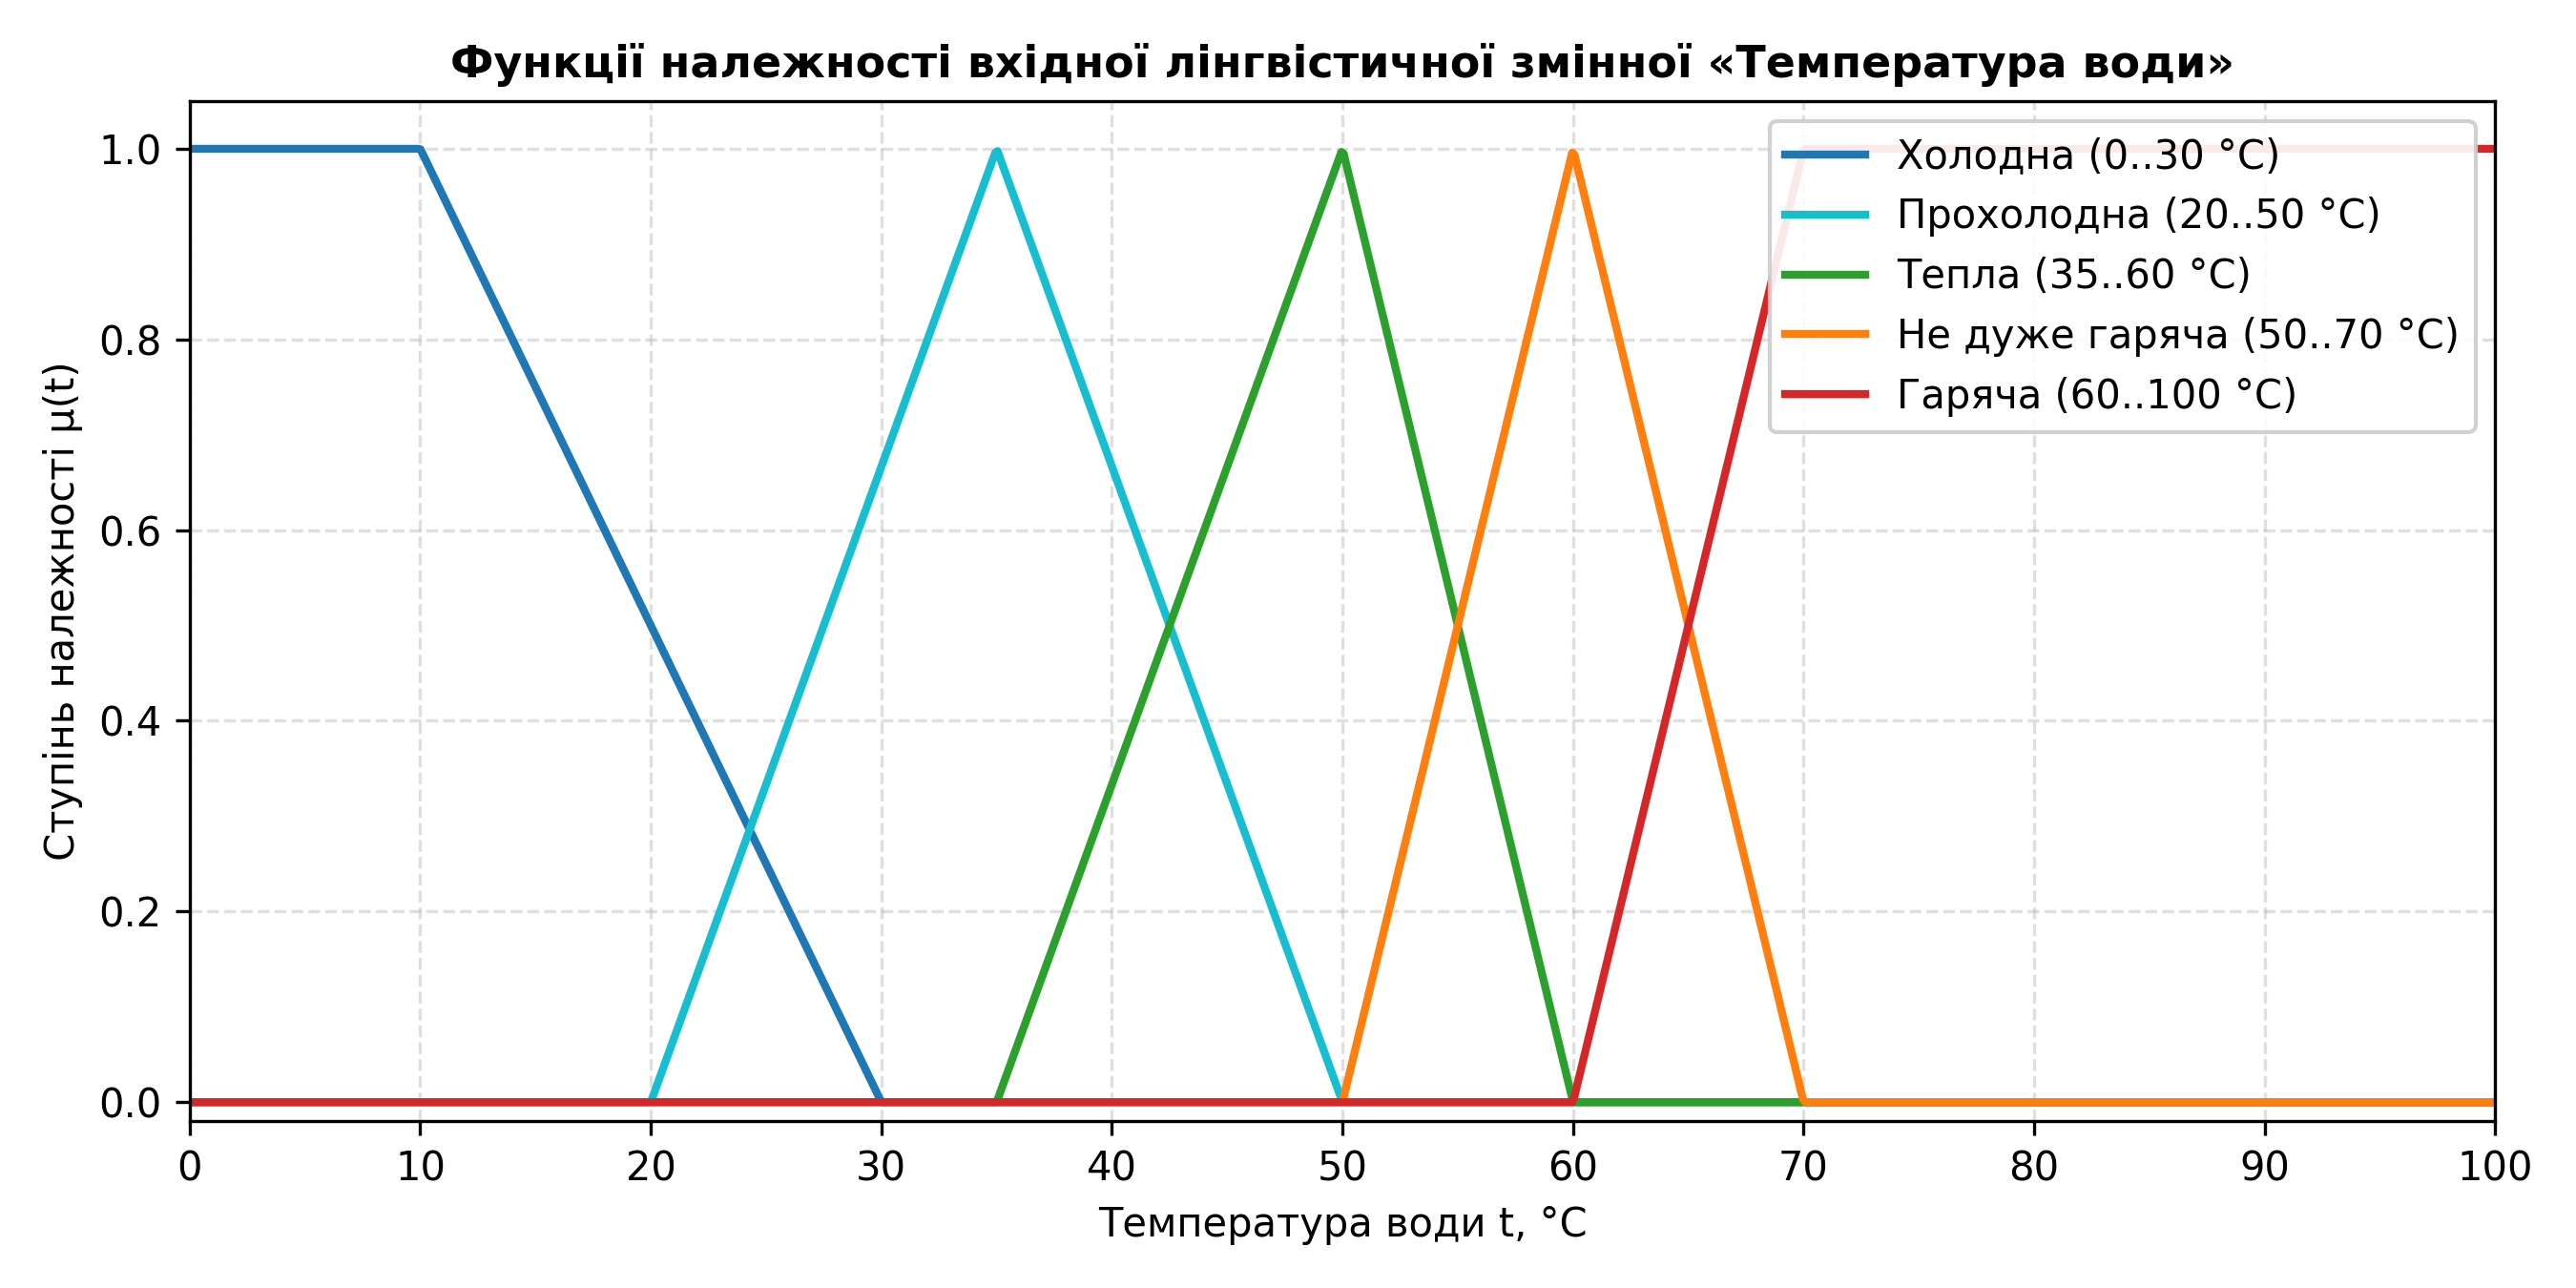 Функції належності вхідної лінгвістичної змінної «Температура води»
Ступінь належності μ(t)
1.0
0.8
0.6
0.4
0.2
0.0
Холодна (0..30 °C)
Прохолодна (20..50 °C)
Тепла (35..60 °C)
Не дуже гаряча (50..70 °C)
Гаряча (60..100 °C)
0 10 20 30 40 50 60 70 80 90 100
Температура води t, °C